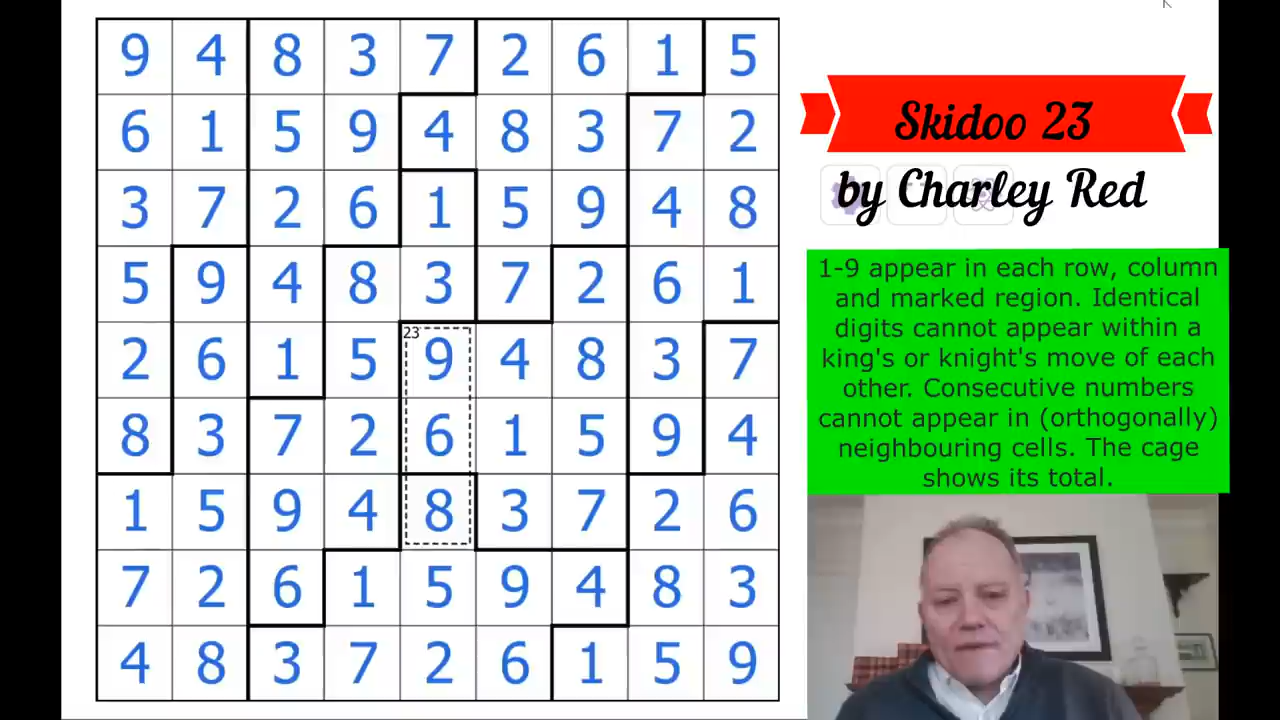 9 4 8 3 7 2 6 1 5
6 1 5 9 4 8 3 7 2
3 7 2 6 1 5 9 4 8
5 9 4 8 3 7 2 6 1
23
2 6 1 5 9 4 8 3 7
8 3 7 2 6 1 5 9 4
1 5 9 4 8 3 7 2 6
7 2 6 1 5 9 4 8 3
4 8 3 7 2 6 1 5 9
Skidoo 23
by Charley Red
1-9 appear in each row, column
and marked region. Identical
digits cannot appear within a
king's or knight's move of each
other. Consecutive numbers
cannot appear in (orthogonally)
neighbouring cells. The cage
shows its total.